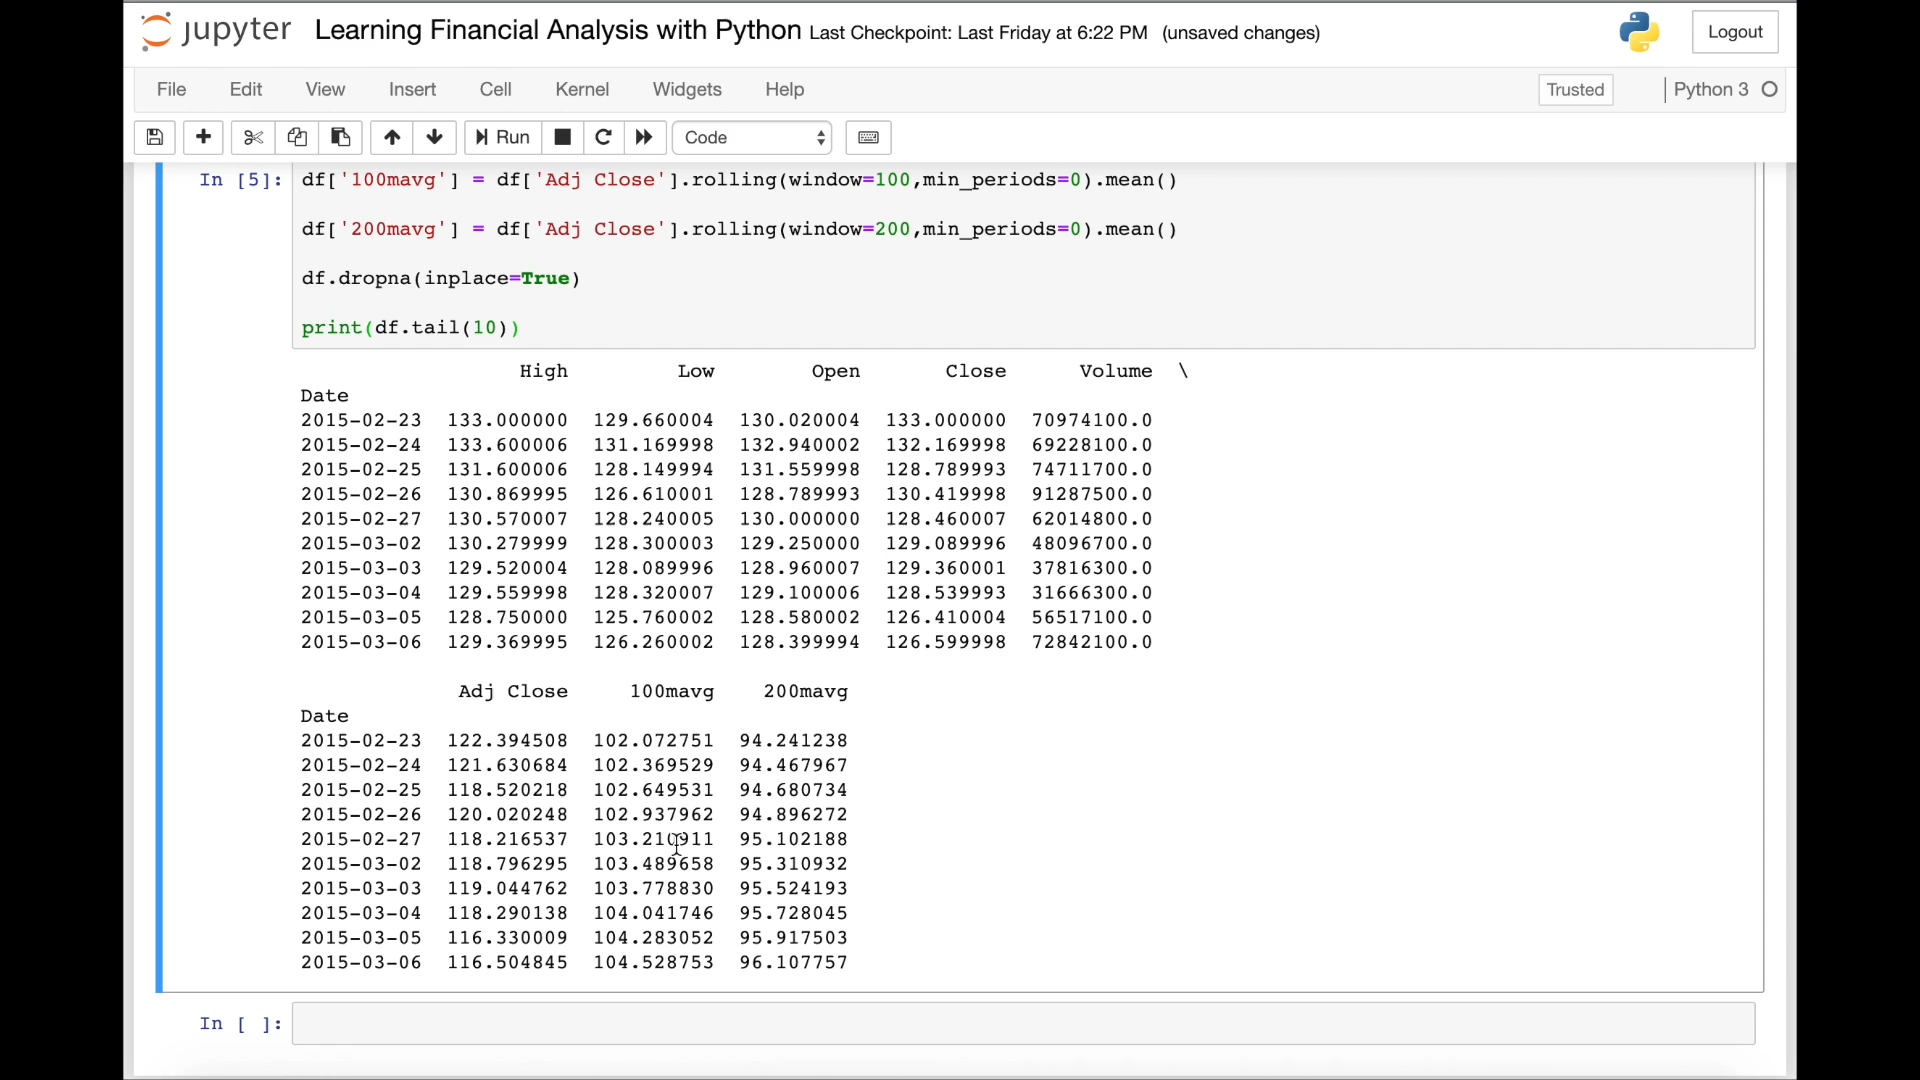 jupyter Learning Financial Analysis with Python Last Checkpoint: Last Friday at 6:22 PM (unsaved changes) Logout
File Edit View Insert Cell Kernel Widgets Help Trusted Python 3
Run Code
In [5]: df['100mavg'] = df['Adj Close'].rolling(window=100,min_periods=0).mean()
df['200mavg'] = df['Adj Close'].rolling(window=200,min_periods=0).mean()
df.dropna(inplace=True)
print(df.tail(10))
High Low Open Close Volume \
Date
2015-02-23 133.000000 129.660004 130.020004 133.000000 70974100.0
2015-02-24 133.600006 131.169998 132.940002 132.169998 69228100.0
2015-02-25 131.600006 128.149994 131.559998 128.789993 74711700.0
2015-02-26 130.869995 126.610001 128.789993 130.419998 91287500.0
2015-02-27 130.570007 128.240005 130.000000 128.460007 62014800.0
2015-03-02 130.279999 128.300003 129.250000 129.089996 48096700.0
2015-03-03 129.520004 128.089996 128.960007 129.360001 37816300.0
2015-03-04 129.559998 128.320007 129.100006 128.539993 31666300.0
2015-03-05 128.750000 125.760002 128.580002 126.410004 56517100.0
2015-03-06 129.369995 126.260002 128.399994 126.599998 72842100.0
Adj Close 100mavg 200mavg
Date
2015-02-23 122.394508 102.072751 94.241238
2015-02-24 121.630684 102.369529 94.467967
2015-02-25 118.520218 102.649531 94.680734
2015-02-26 120.020248 102.937962 94.896272
2015-02-27 118.216537 103.210911 95.102188
2015-03-02 118.796295 103.489658 95.310932
2015-03-03 119.044762 103.778830 95.524193
2015-03-04 118.290138 104.041746 95.728045
2015-03-05 116.330009 104.283052 95.917503
2015-03-06 116.504845 104.528753 96.107757
In [ ]: